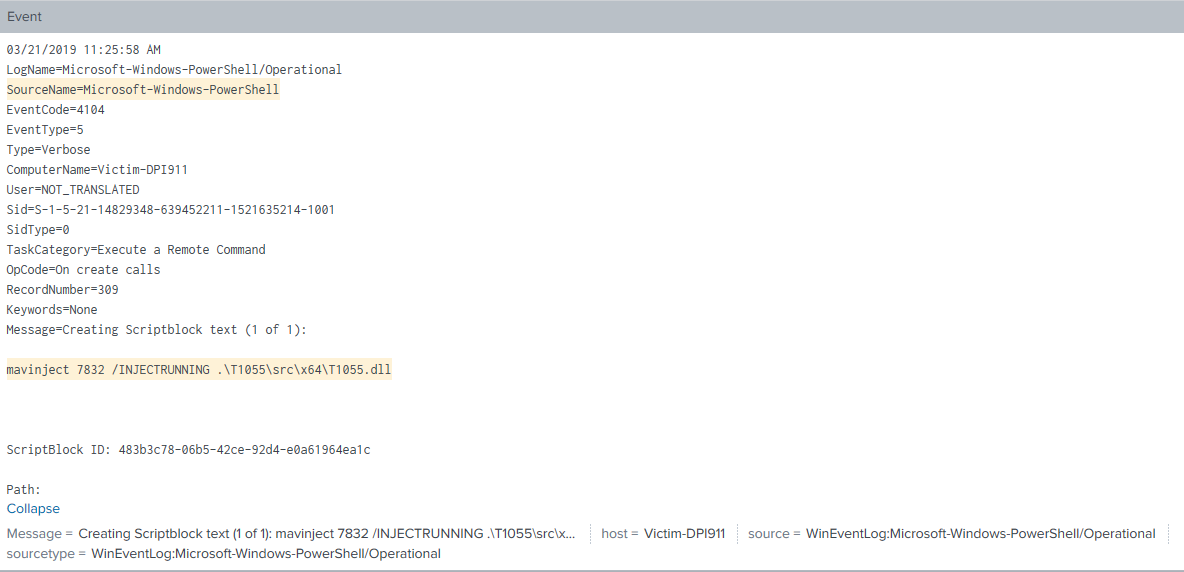 Event
03/21/2019 11:25:58 AM
LogName=Microsoft-Windows-PowerShell/Operational
SourceName=Microsoft-Windows-PowerShell
EventCode=4104
EventType=5
Type=Verbose
ComputerName=Victim-DPI911
User=NOT_TRANSLATED
Sid=S-1-5-21-14829348-639452211-1521635214-1001
SidType=0
TaskCategory=Execute a Remote Command
OpCode=On create calls
RecordNumber=309
Keywords=None
Message=Creating Scriptblock text (1 of 1):
mavinject 7832 /INJECTRUNNING .\T1055\src\x64\T1055.dll
ScriptBlock ID: 483b3c78-06b5-42ce-92d4-e0a61964ea1c
Path:
Collapse
Message = Creating Scriptblock text (1 of 1): mavinject 7832 /INJECTRUNNING .\T1055\src\x... host = Victim-DPI911 source = WinEventLog:Microsoft-Windows-PowerShell/Operational
sourcetype = WinEventLog:Microsoft-Windows-PowerShell/Operational